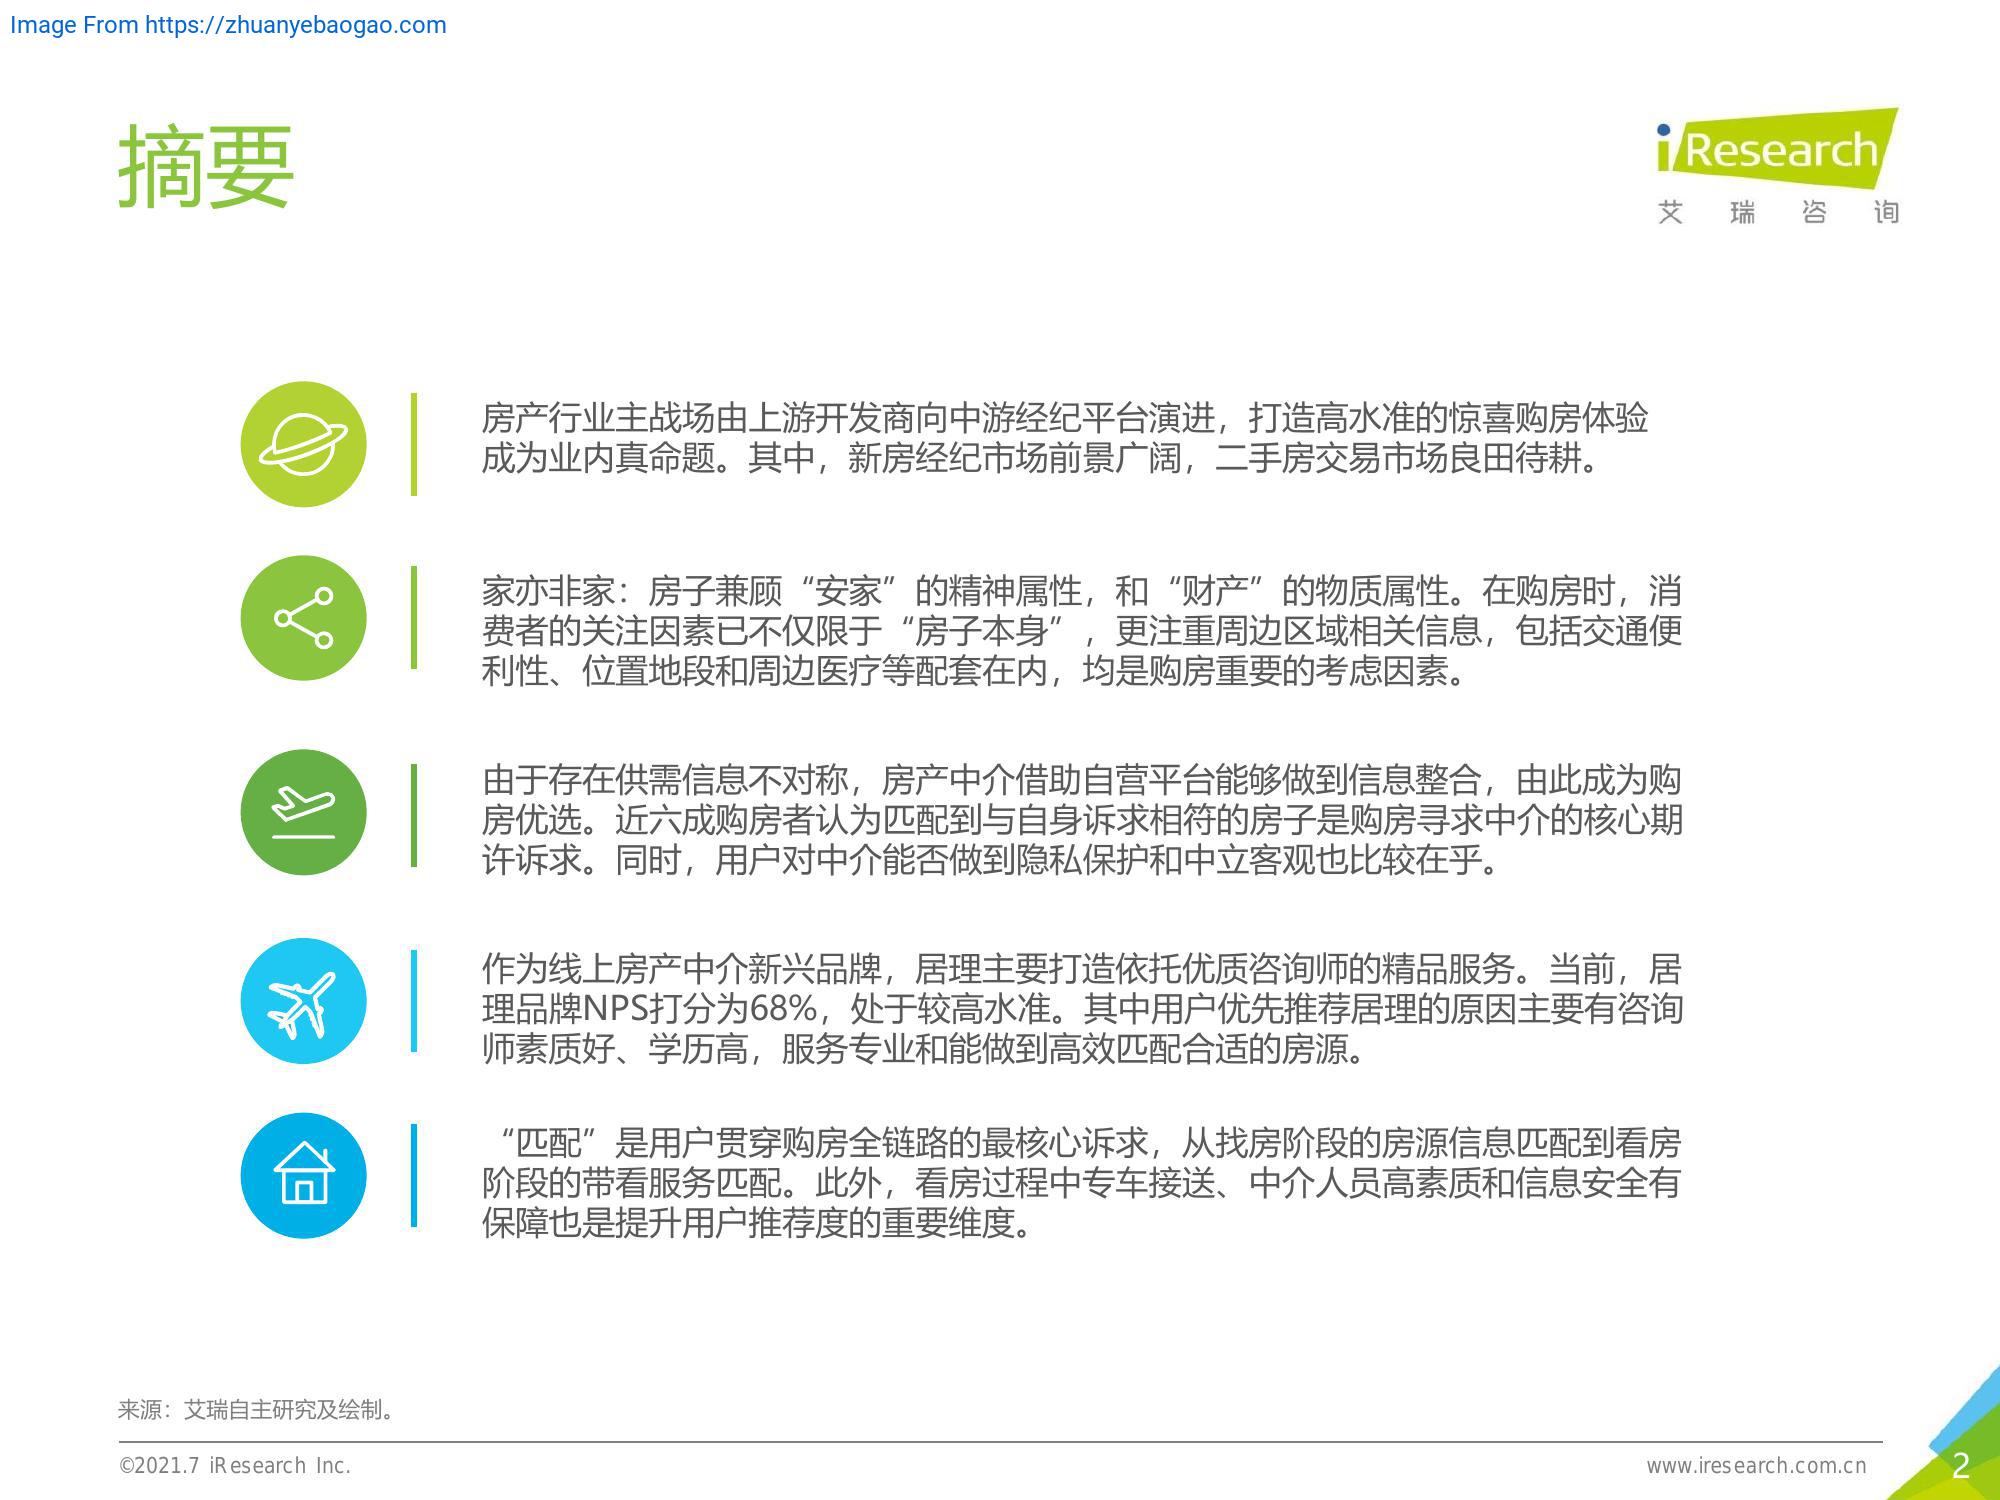 Image From https://zhuanyebaogao.com
摘要
iResearch
艾瑞咨询
房产行业主战场由上游开发商向中游经纪平台演进，打造高水准的惊喜购房体验
成为业内真命题。其中，新房经纪市场前景广阔，二手房交易市场良田待耕。
家亦非家：房子兼顾“安家”的精神属性，和“财产”的物质属性。在购房时，消
费者的关注因素已不仅限于“房子本身”，更注重周边区域相关信息，包括交通便
利性、位置地段和周边医疗等配套在内，均是购房重要的考虑因素。
由于存在供需信息不对称，房产中介借助自营平台能够做到信息整合，由此成为购
房优选。近六成购房者认为匹配到与自身诉求相符的房子是购房寻求中介的核心期
许诉求。同时，用户对中介能否做到隐私保护和中立客观也比较在乎。
作为线上房产中介新兴品牌，居理主要打造依托优质咨询师的精品服务。当前，居
理品牌NPS打分为68%，处于较高水准。其中用户优先推荐居理的原因主要有咨询
师素质好、学历高，服务专业和能做到高效匹配合适的房源。
“匹配”是用户贯穿购房全链路的最核心诉求，从找房阶段的房源信息匹配到看房
阶段的带看服务匹配。此外，看房过程中专车接送、中介人员高素质和信息安全有
保障也是提升用户推荐度的重要维度。
来源：艾瑞自主研究及绘制。
©2021.7 iResearch Inc.
www.iresearch.com.cn
2